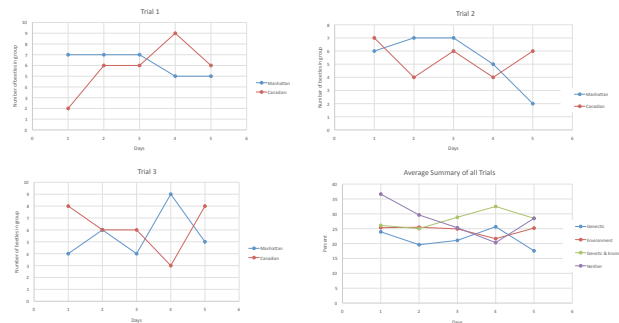 Trial 1
Number of beetles in group
10
9
8
7
6
5
4
3
2
1
0
0 1 2 3 4 5 6
Days
Manhattan
Canadian
Trial 2
Number of beetles in group
8
7
6
5
4
3
2
1
0
0 1 2 3 4 5 6
Days
Manhattan
Canadian
Trial 3
Number of beetles in group
10
9
8
7
6
5
4
3
2
1
0
0 1 2 3 4 5 6
Days
Manhattan
Canadian
Average Summary of all Trials
Percent
40
35
30
25
20
15
10
5
0
0 1 2 3 4 5 6
Days
Genetic
Environment
Genetic &
Neither